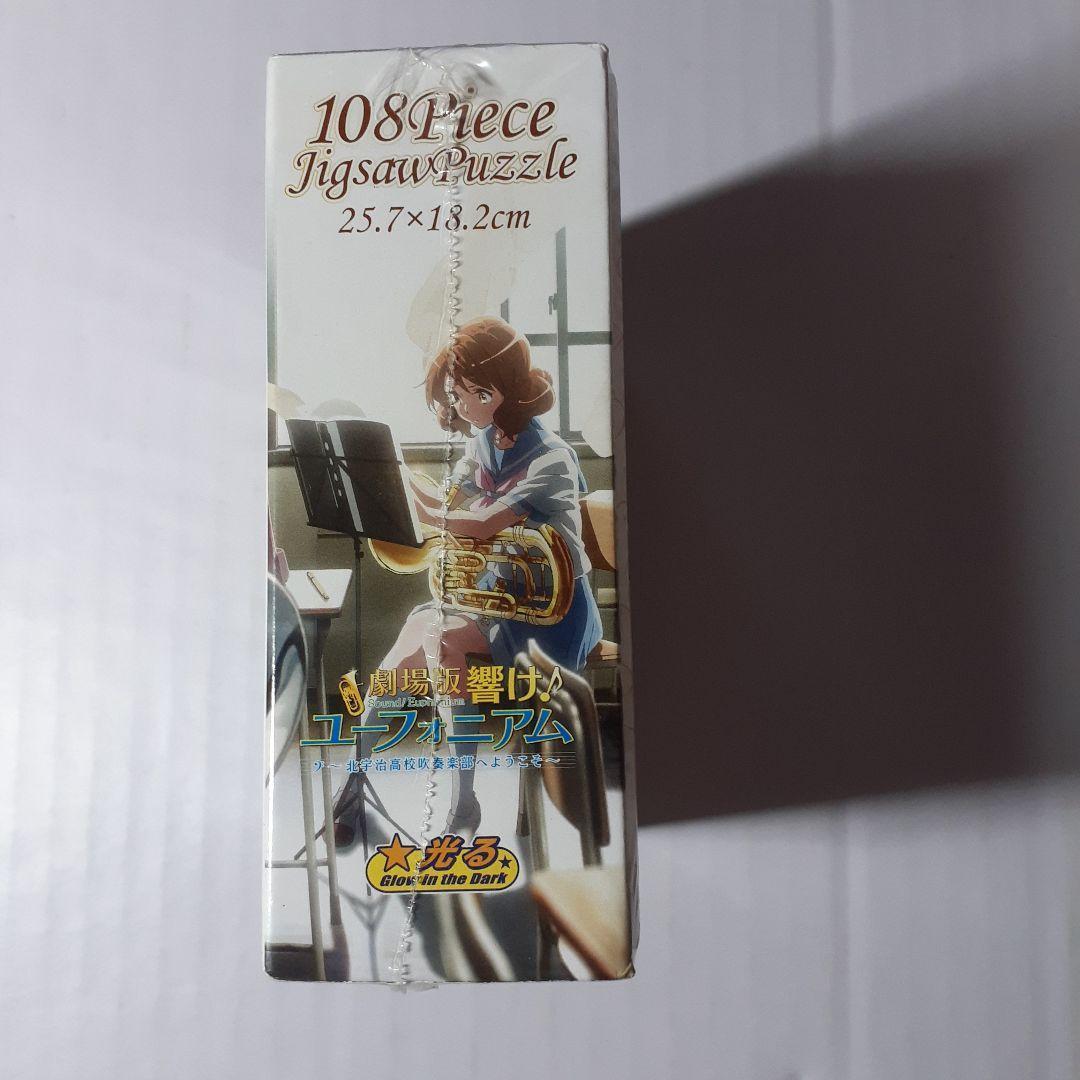 108Piece
JigsawPuzzle
25.7×18.2cm
劇場版 響け!
Sound! Euphonium
ユーフォニアム
～北宇治高校吹奏楽部へようこそ～
★光る★
Glow in the Dark